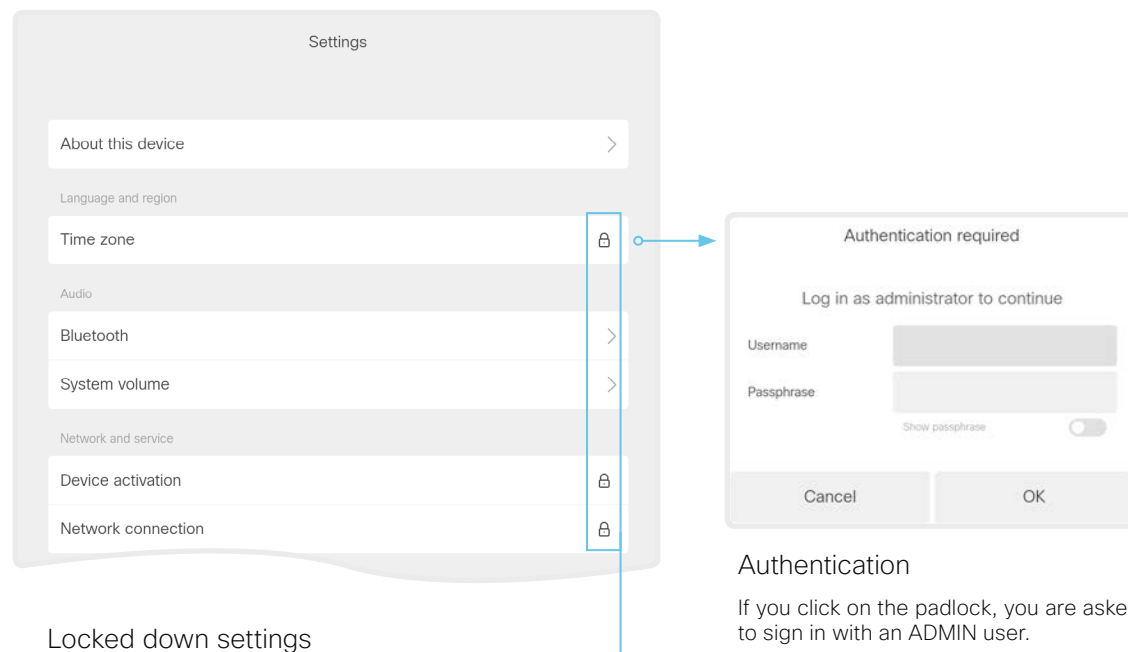 Settings
About this device
Language and region
Time zone
Audio
Bluetooth
System volume
Network and service
Device activation
Network connection
Locked down settings
Authentication required
Log in as administrator to continue
Username
Passphrase
Show passphrase
Cancel OK
Authentication
If you click on the padlock, you are aske
to sign in with an ADMIN user.